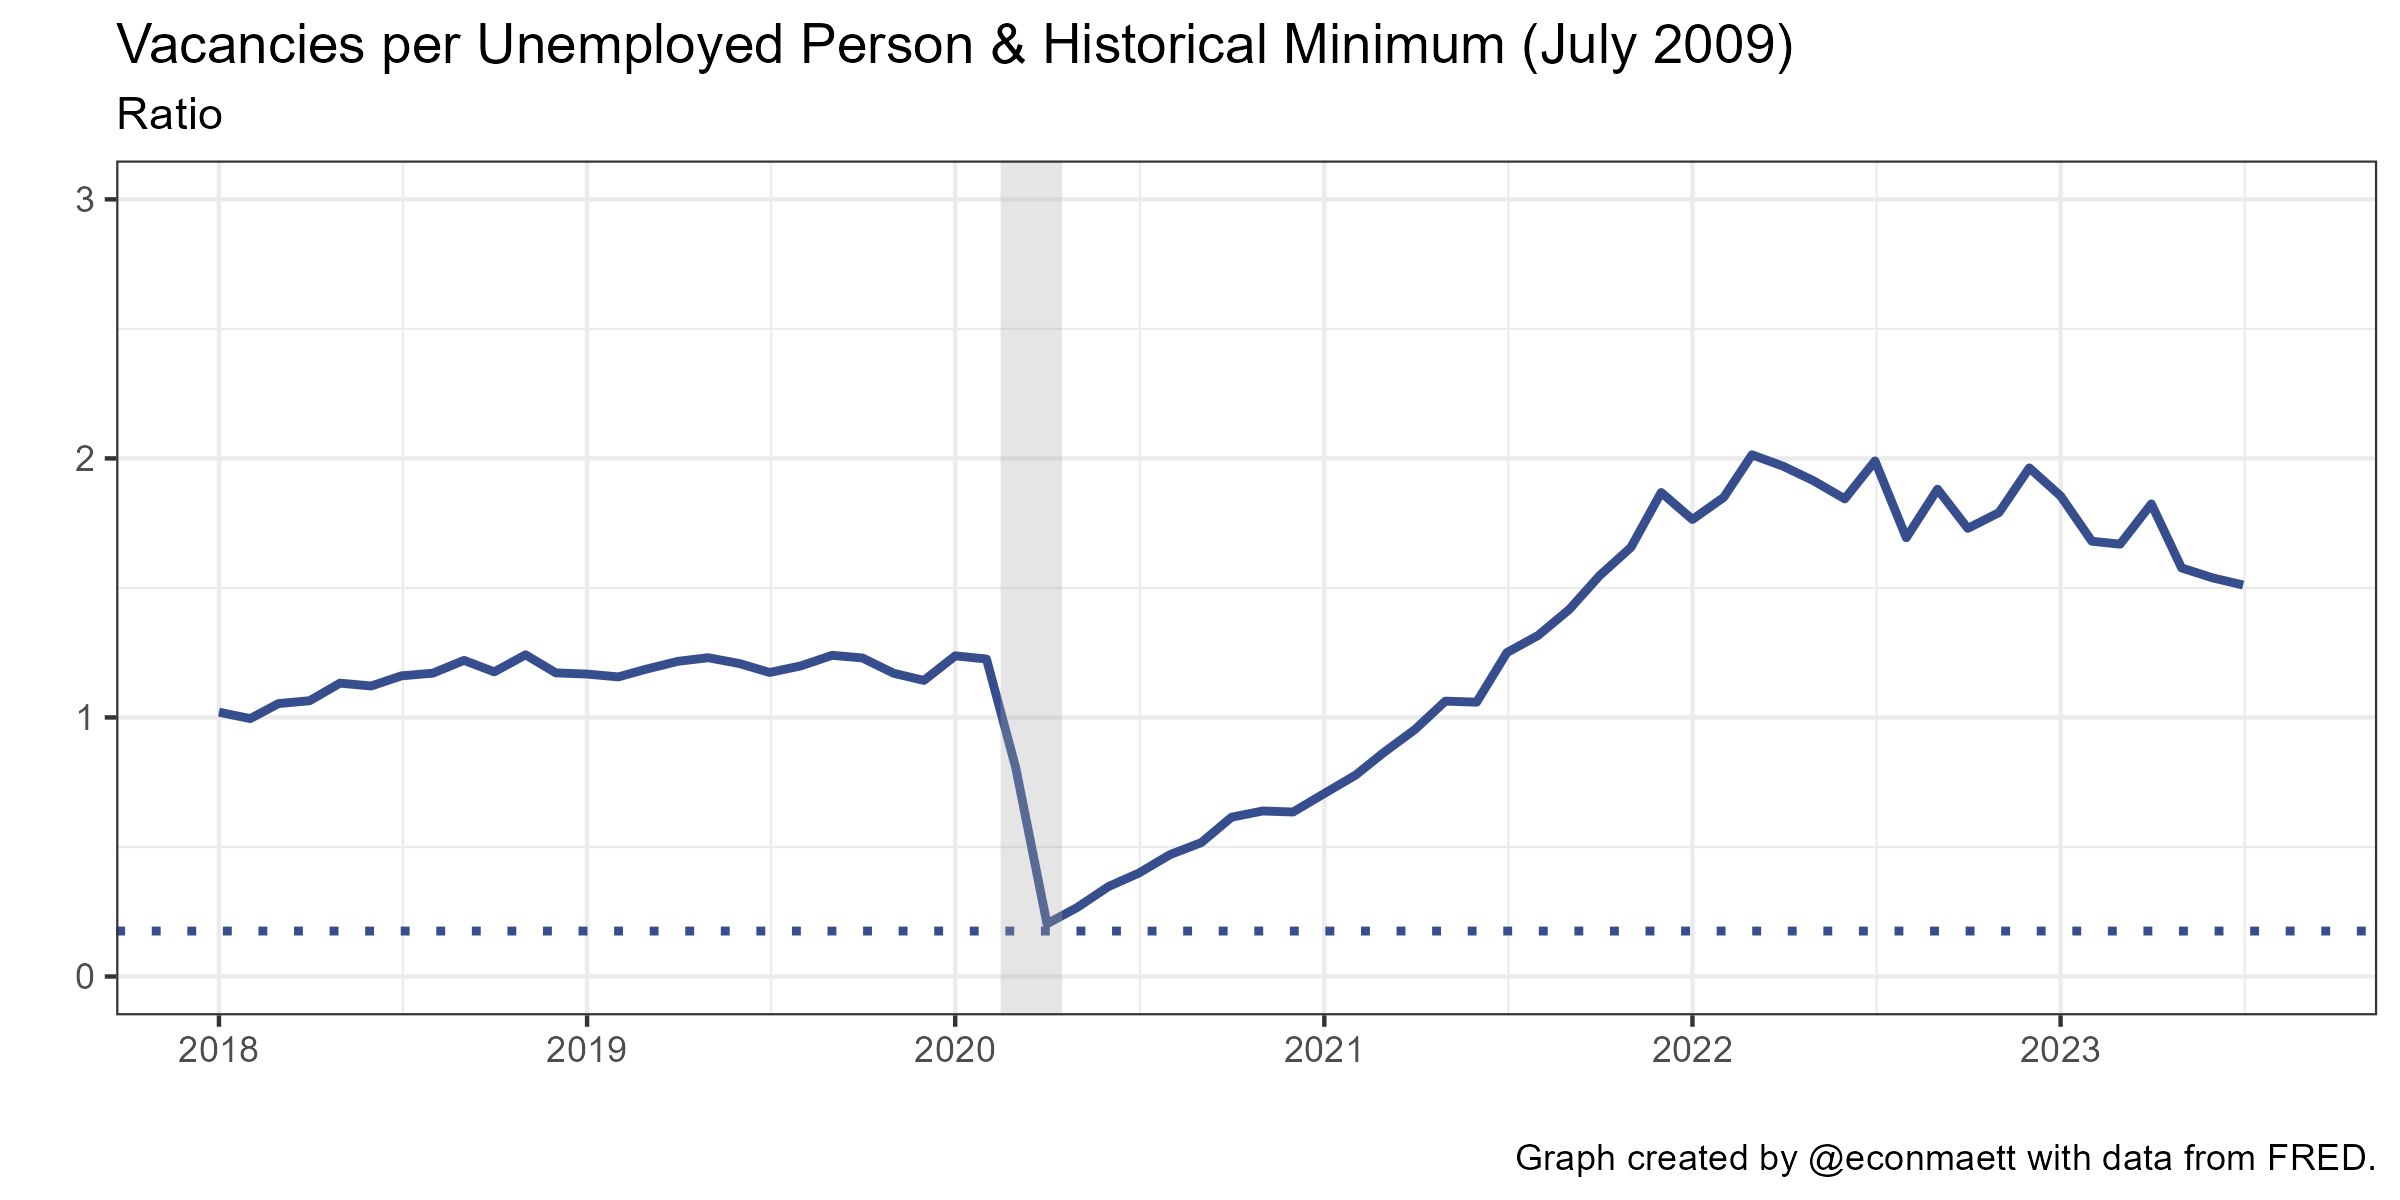 Vacancies per Unemployed Person & Historical Minimum (July 2009)
Ratio
3
2
1
0
2018 2019 2020 2021 2022 2023
Graph created by @econmaett with data from FRED.